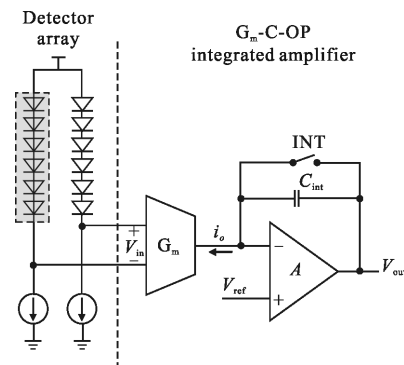 Detector
array
Gm-C-OP
integrated amplifier
INT
Cint
+
Vin
−
Gm
io
−
A
+
Vref
Vout